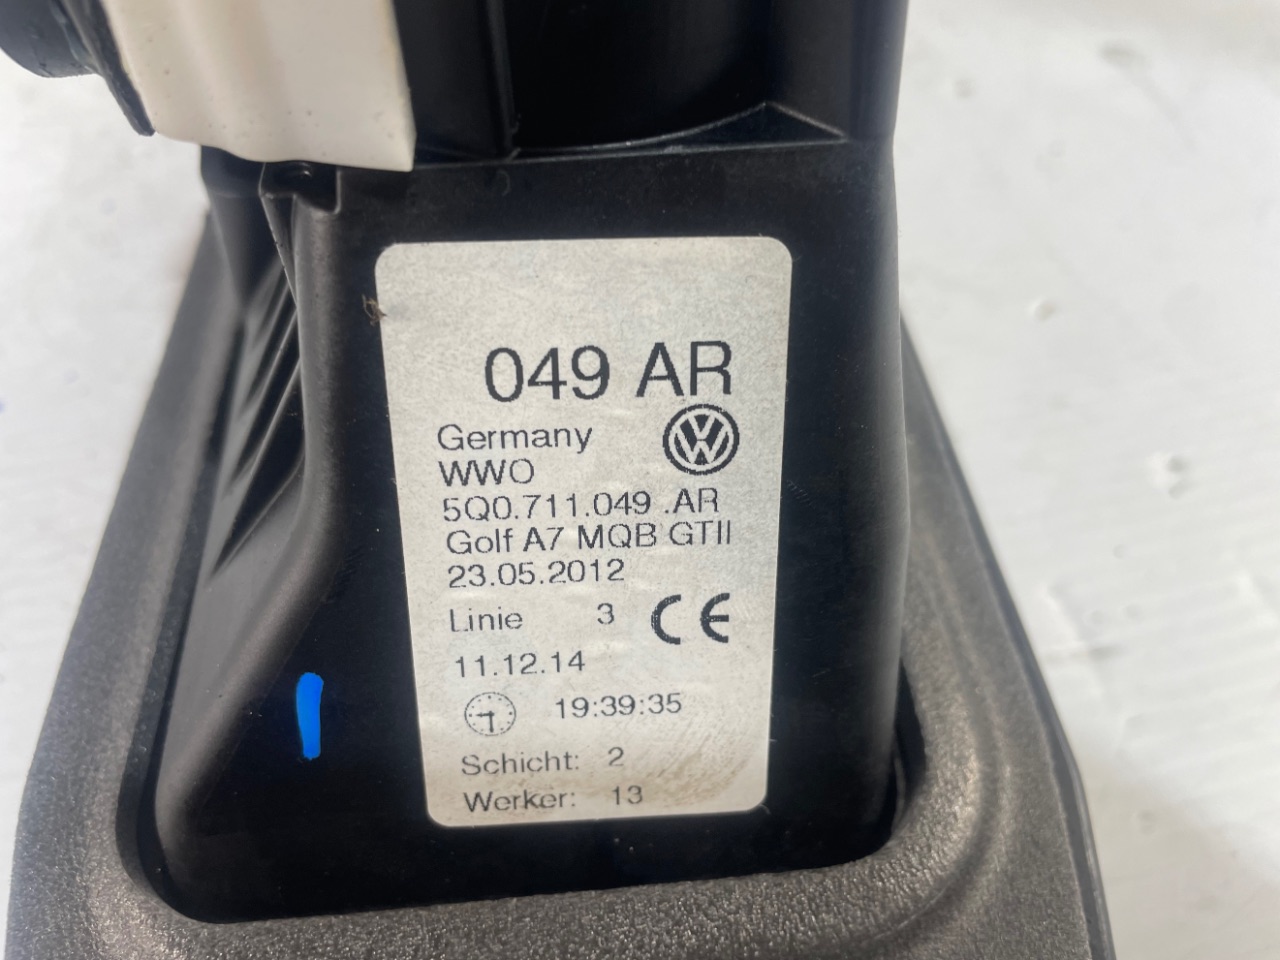 049 AR
Germany
WWO
5Q0.711.049 .AR
Golf A7 MQB GTII
23.05.2012
Linie 3 CE
11.12.14
19:39:35
Schicht: 2
Werker: 13